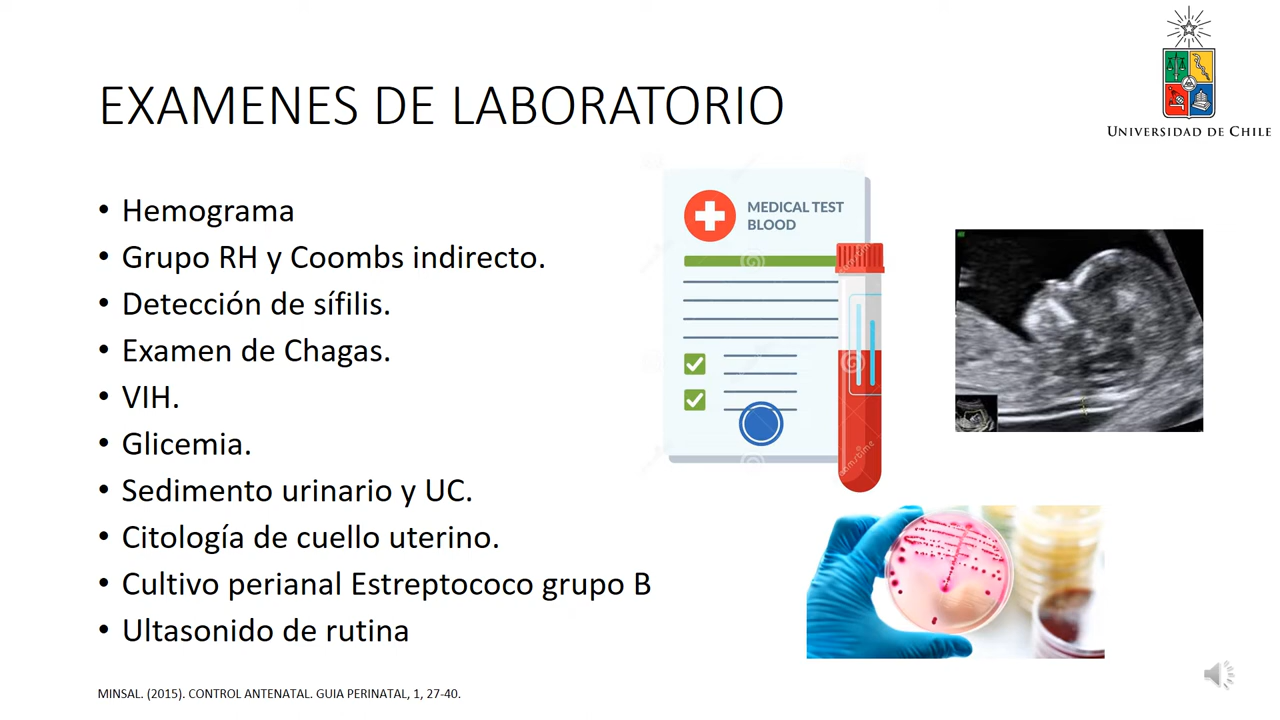 UNIVERSIDAD DE CHILE
EXAMENES DE LABORATORIO
• Hemograma
• Grupo RH y Coombs indirecto.
• Detección de sífilis.
• Examen de Chagas.
• VIH.
• Glicemia.
• Sedimento urinario y UC.
• Citología de cuello uterino.
• Cultivo perianal Estreptococo grupo B
• Ultasonido de rutina
MEDICAL TEST
BLOOD
MINSAL. (2015). CONTROL ANTENATAL. GUIA PERINATAL, 1, 27-40.